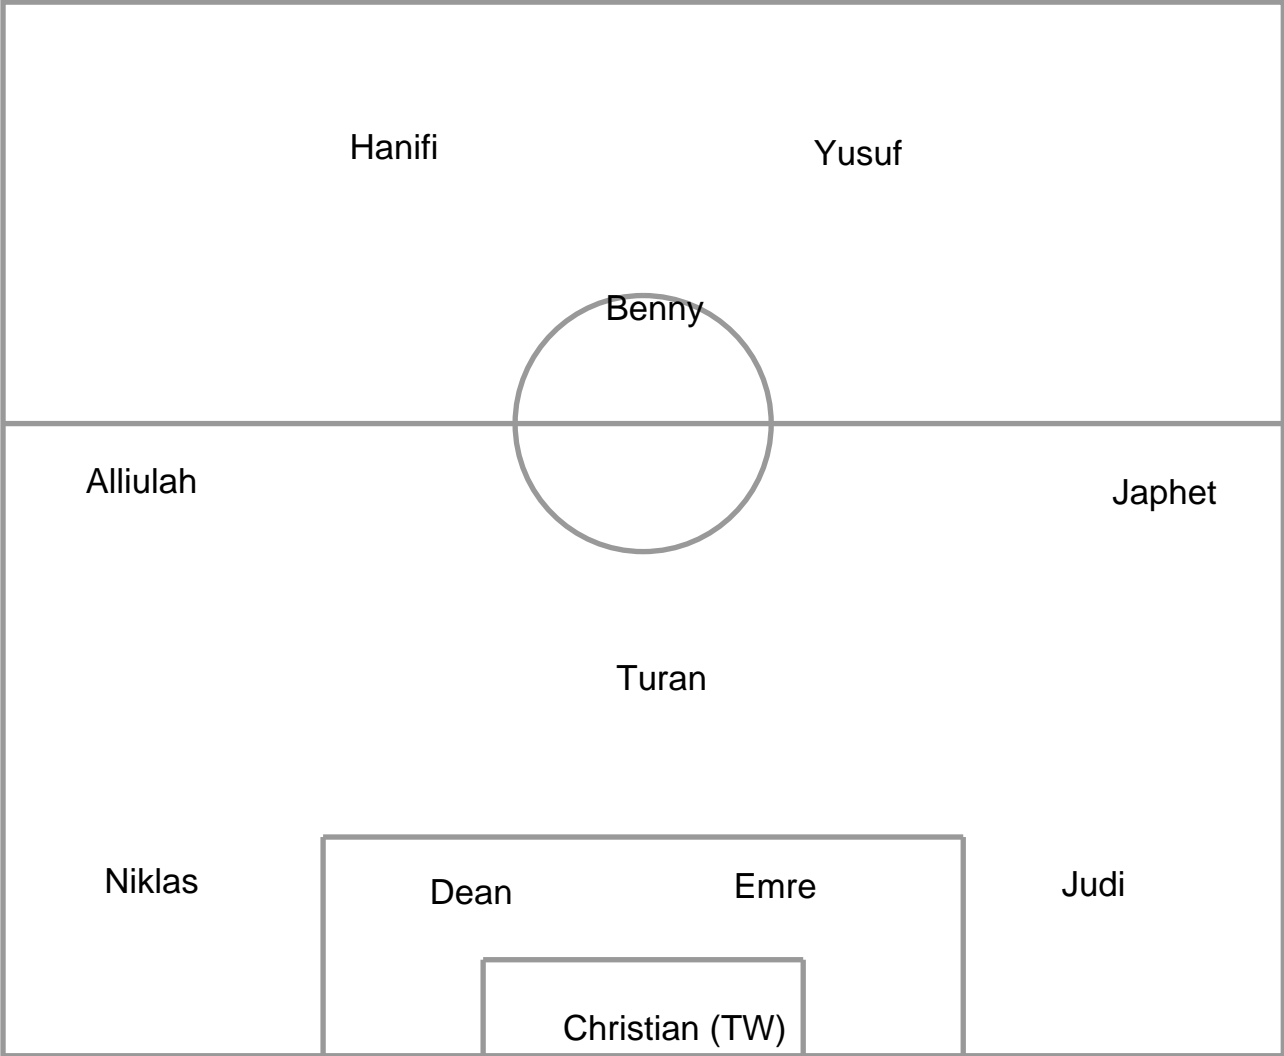 Hanifi
Yusuf
Benny
Alliulah
Japhet
Turan
Niklas
Dean
Emre
Judi
Christian (TW)